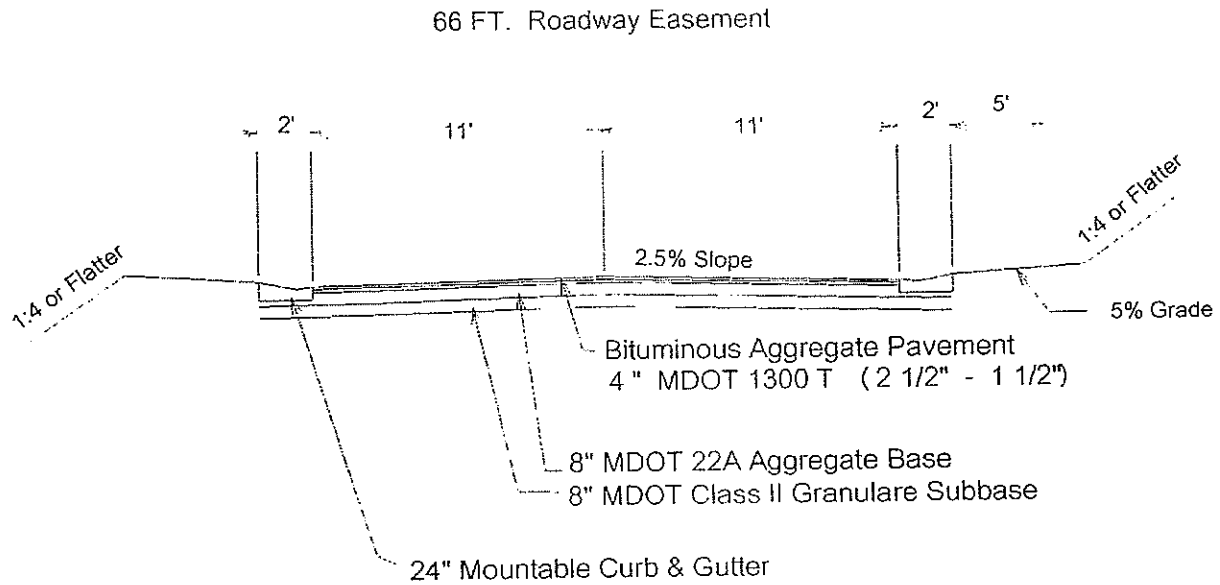 66 FT. Roadway Easement
2'
11'
11'
2'
5'
1:4 or Flatter
2.5% Slope
1:4 or Flatter
5% Grade
Bituminous Aggregate Pavement
4" MDOT 1300 T (2 1/2" - 1 1/2")
8" MDOT 22A Aggregate Base
8" MDOT Class II Granulare Subbase
24" Mountable Curb & Gutter